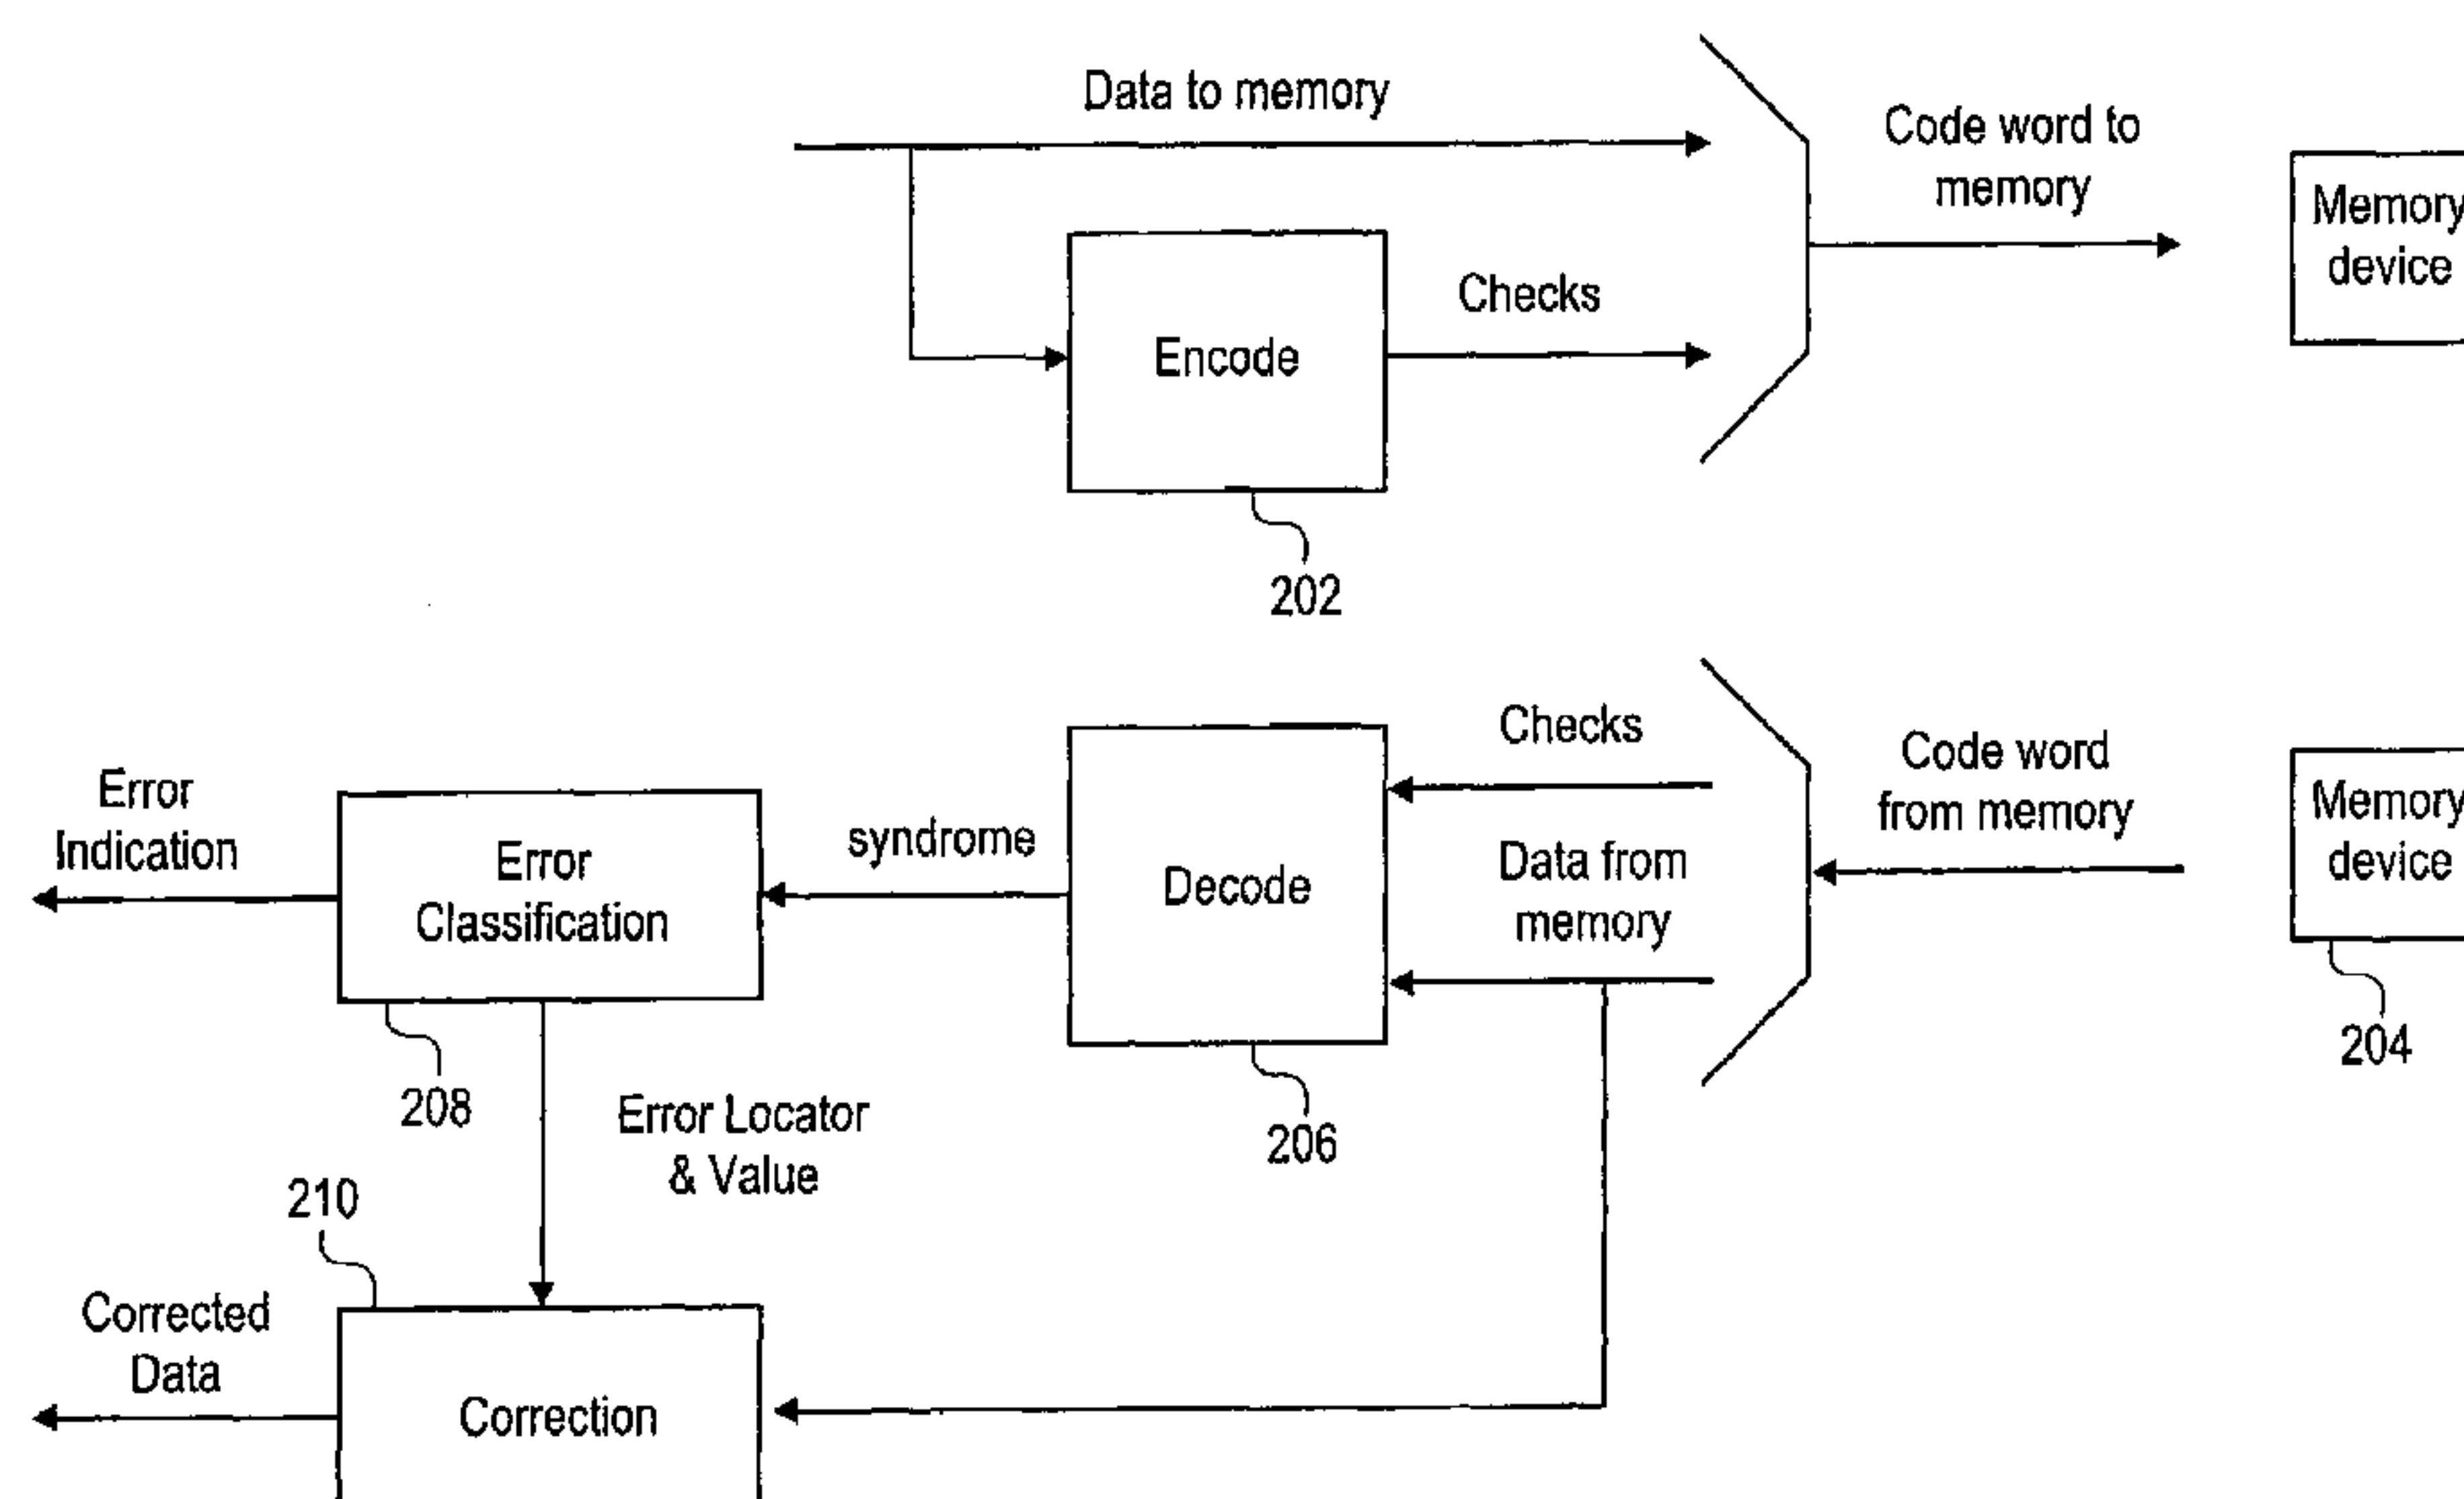 Data to memory
Code word to
memory
Memory
device
Checks
Encode
202
Checks
Code word
from memory
Memory
device
Error
Indication
Error
Classification
syndrome
Decode
Data from
memory
204
208
Error Locator
& Value
206
210
Corrected
Data
Correction